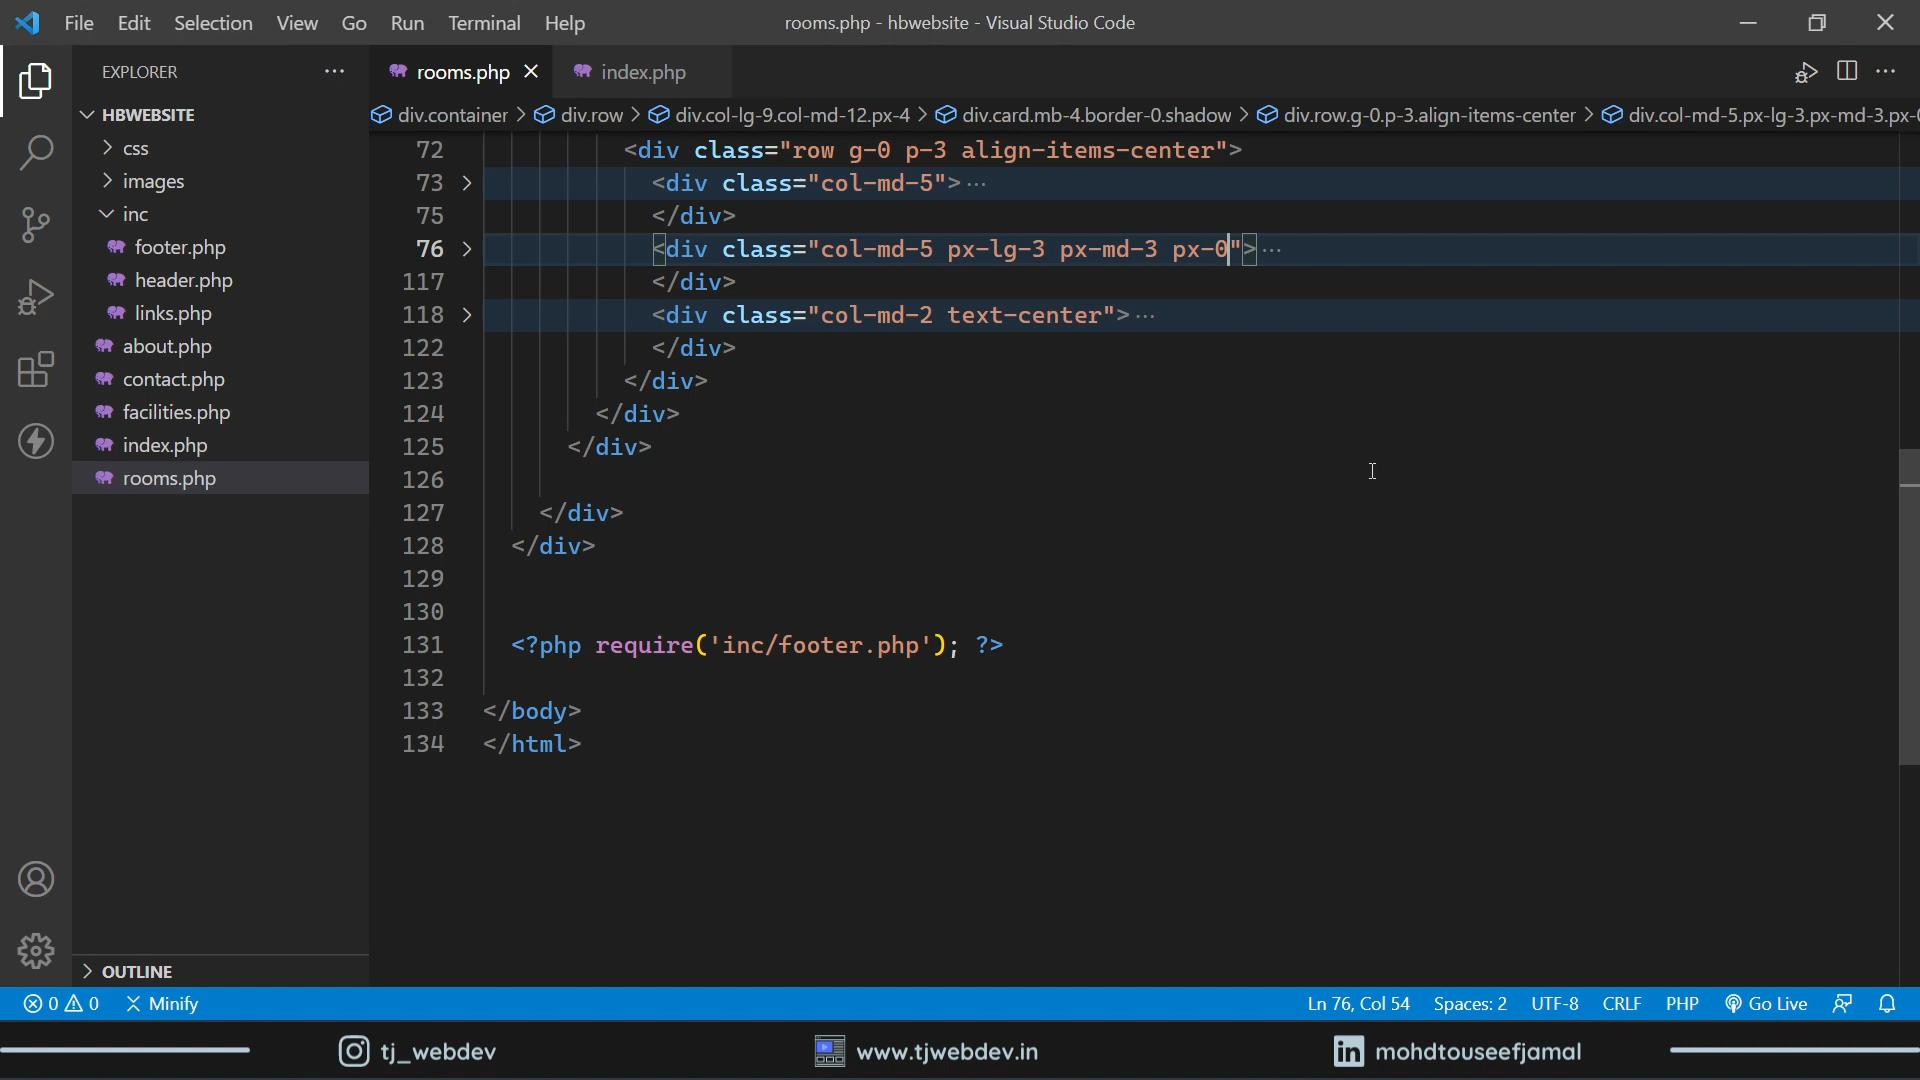 File Edit Selection View Go Run Terminal Help rooms.php - hbwebsite - Visual Studio Code
EXPLORER
rooms.php index.php
HBWEBSITE
div.container > div.row > div.col-lg-9.col-md-12.px-4 > div.card.mb-4.border-0.shadow > div.row.g-0.p-3.align-items-center > div.col-md-5.px-lg-3.px-md-3.px-0
css
images
inc
footer.php
header.php
links.php
about.php
contact.php
facilities.php
index.php
rooms.php
OUTLINE
72 <div class="row g-0 p-3 align-items-center">
73 <div class="col-md-5">…
75 </div>
76 <div class="col-md-5 px-lg-3 px-md-3 px-0">…
117 </div>
118 <div class="col-md-2 text-center">…
122 </div>
123 </div>
124 </div>
125 </div>
126
127 </div>
128 </div>
129
130
131 <?php require('inc/footer.php'); ?>
132
133 </body>
134 </html>
0 0 Minify Ln 76, Col 54 Spaces: 2 UTF-8 CRLF PHP Go Live
tj_webdev www.tjwebdev.in mohdtouseefjamal